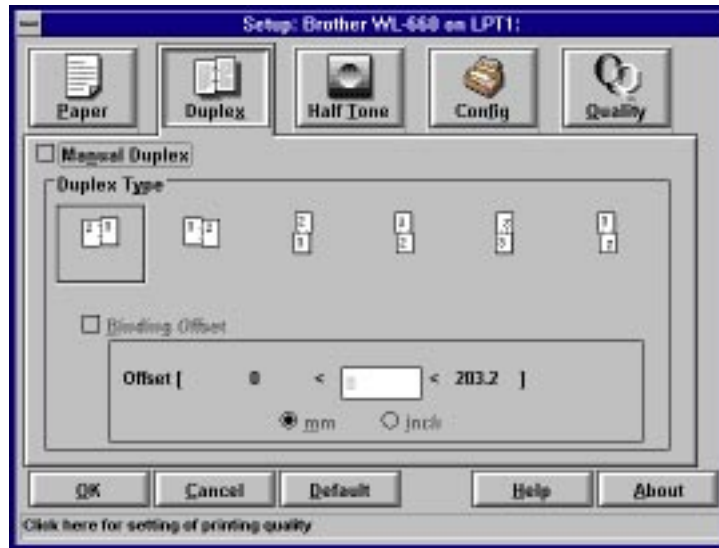 Setup: Brother WL-660 on LPT1:
Paper
Duplex
Half Tone
Config
Quality
Manual Duplex
Duplex Type
Binding Offset
Offset [ 0 < < 203.2 ]
mm
inch
OK
Cancel
Default
Help
About
Click here for setting of printing quality